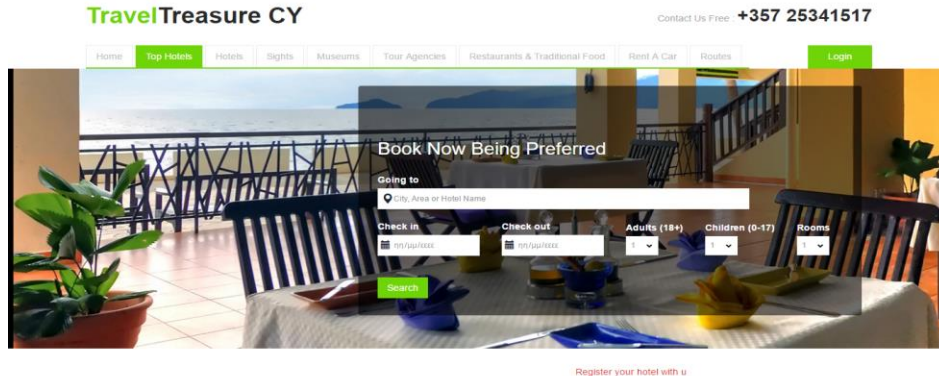 TravelTreasure CY
Contact Us Free : +357 25341517
Home Top Hotels Hotels Sights Museums Tour Agencies Restaurants & Traditional Food Rent A Car Routes Login
Book Now Being Preferred
Going to
City, Area or Hotel Name
Check in Check out Adults (18+) Children (0-17) Rooms
ηη/μμ/εεεε ηη/μμ/εεεε 1 1 1
Search
Register your hotel with u